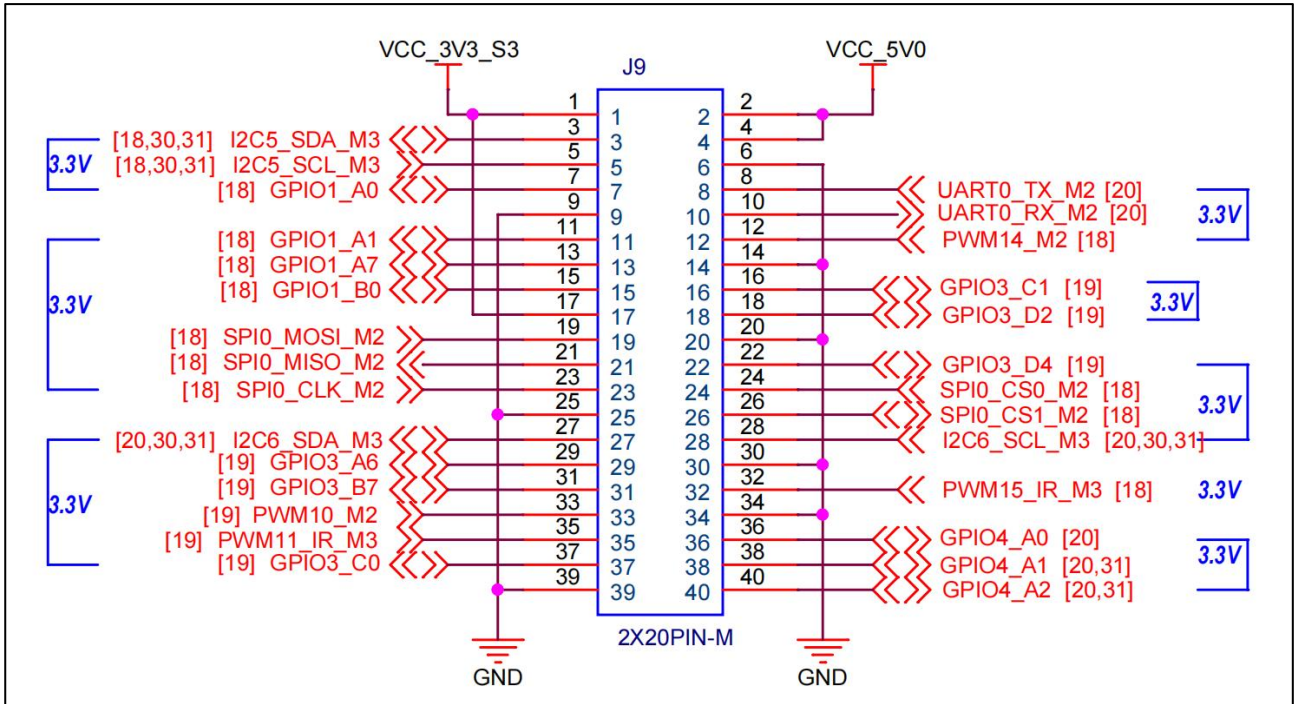 VCC_3V3_S3 VCC_5V0
J9
1 1 2 2
[18,30,31] I2C5_SDA_M3 3 3 4 4
3.3V [18,30,31] I2C5_SCL_M3 5 5 6 6
[18] GPIO1_A0 7 7 8 8 UART0_TX_M2 [20]
9 9 10 10 UART0_RX_M2 [20] 3.3V
[18] GPIO1_A1 11 11 12 12 PWM14_M2 [18]
[18] GPIO1_A7 13 13 14 14
[18] GPIO1_B0 15 15 16 16 GPIO3_C1 [19]
3.3V 17 17 18 18 GPIO3_D2 [19] 3.3V
[18] SPI0_MOSI_M2 19 19 20 20
[18] SPI0_MISO_M2 21 21 22 22 GPIO3_D4 [19]
[18] SPI0_CLK_M2 23 23 24 24 SPI0_CS0_M2 [18]
25 25 26 26 SPI0_CS1_M2 [18] 3.3V
[20,30,31] I2C6_SDA_M3 27 27 28 28 I2C6_SCL_M3 [20,30,31]
[19] GPIO3_A6 29 29 30 30
3.3V [19] GPIO3_B7 31 31 32 32 PWM15_IR_M3 [18] 3.3V
[19] PWM10_M2 33 33 34 34
[19] PWM11_IR_M3 35 35 36 36 GPIO4_A0 [20]
[19] GPIO3_C0 37 37 38 38 GPIO4_A1 [20,31] 3.3V
39 39 40 40 GPIO4_A2 [20,31]
2X20PIN-M
GND GND